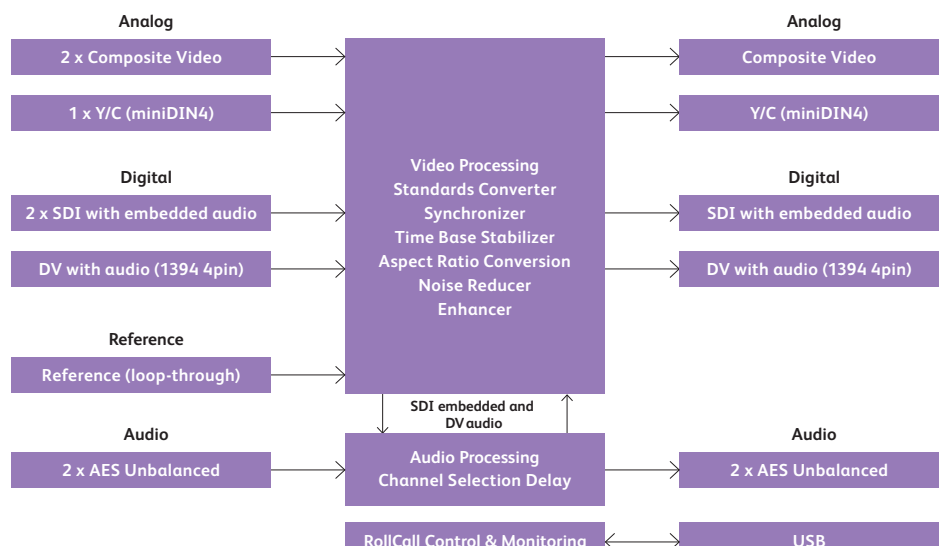 Analog
2 x Composite Video
1 x Y/C (miniDIN4)
Digital
2 x SDI with embedded audio
DV with audio (1394 4pin)
Reference
Reference (loop-through)
Audio
2 x AES Unbalanced
Video Processing
Standards Converter
Synchronizer
Time Base Stabilizer
Aspect Ratio Conversion
Noise Reducer
Enhancer
SDI embedded and
DV audio
Audio Processing
Channel Selection Delay
RollCall Control & Monitoring
Analog
Composite Video
Y/C (miniDIN4)
Digital
SDI with embedded audio
DV with audio (1394 4pin)
Audio
2 x AES Unbalanced
USB